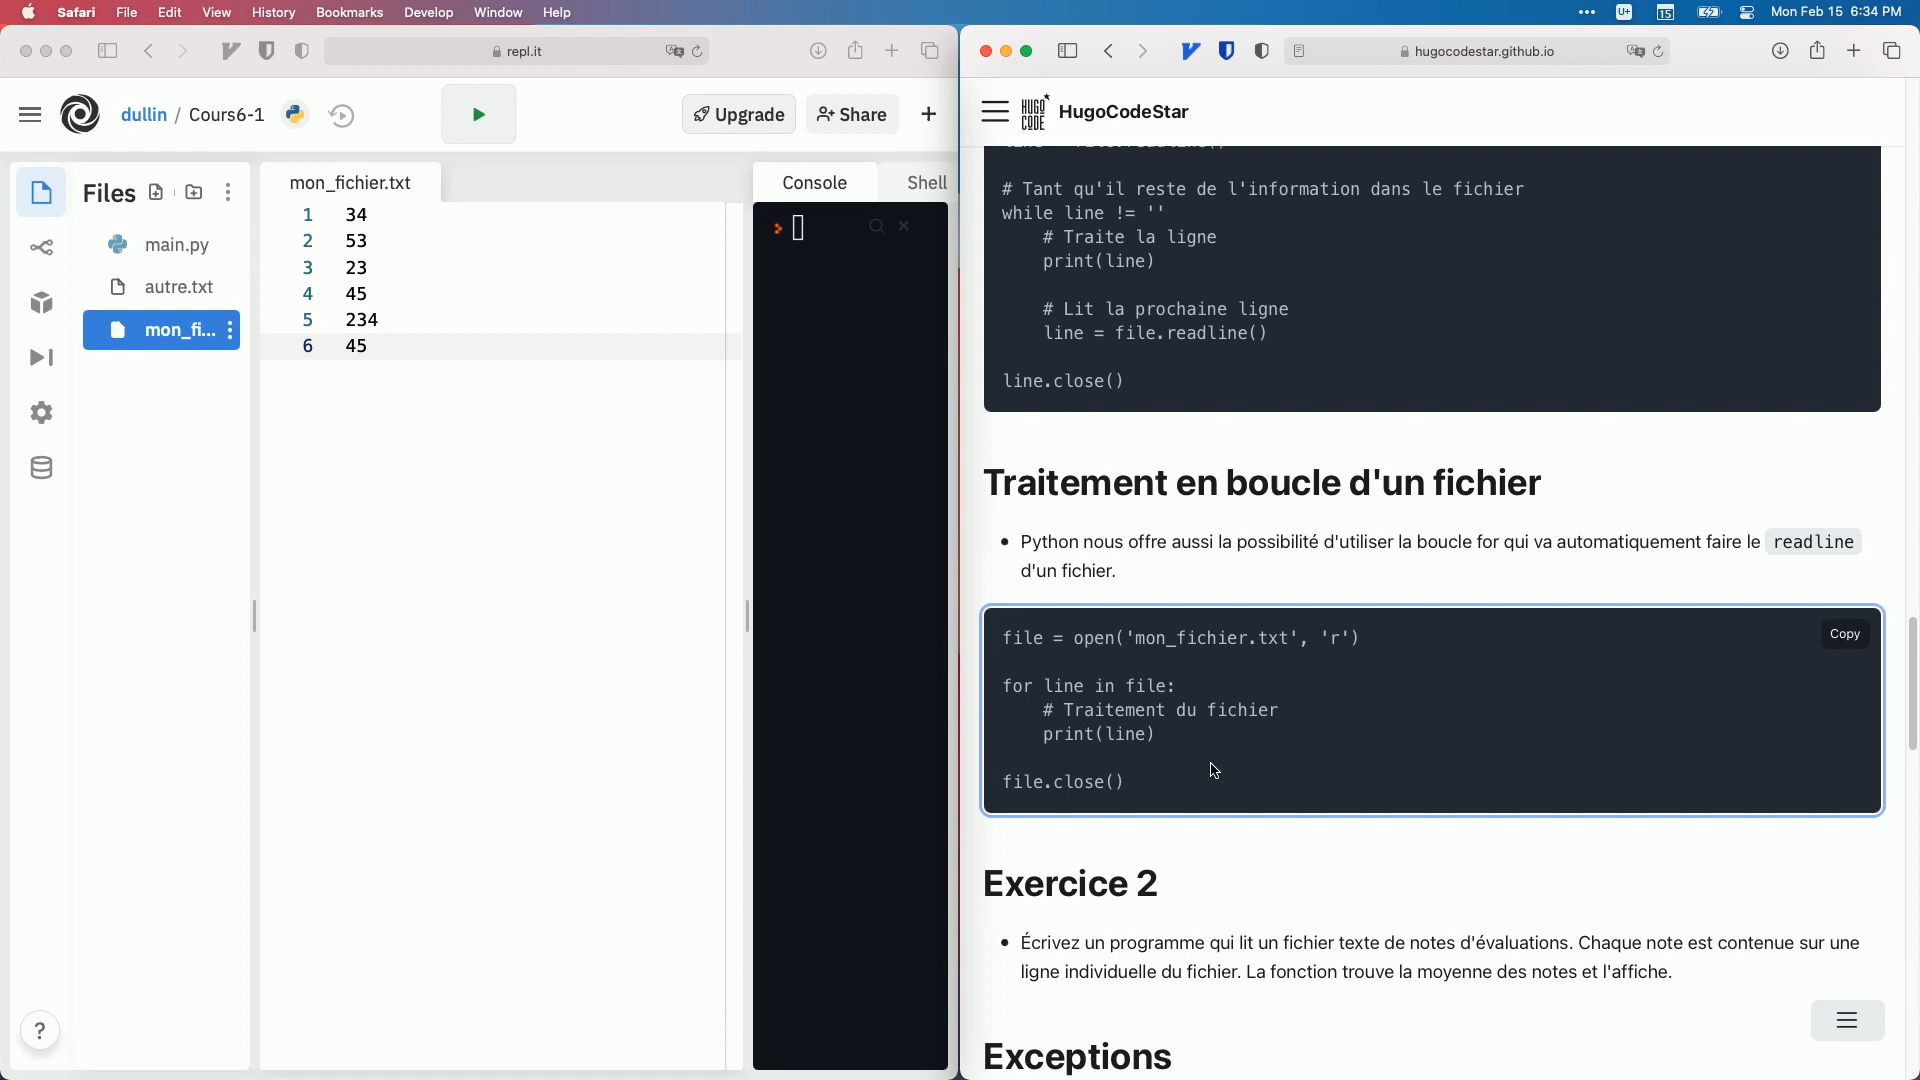 Safari File Edit View History Bookmarks Develop Window Help
15
Mon Feb 15 6:34 PM
repl.it
dullin / Cours6-1
Upgrade
Share
Files
main.py
autre.txt
mon_fi...
mon_fichier.txt
1 34
2 53
3 23
4 45
5 234
6 45
Console
Shell
?
hugocodestar.github.io
HUGO
CODE
HugoCodeStar
# Tant qu'il reste de l'information dans le fichier
while line != ''
# Traite la ligne
print(line)
# Lit la prochaine ligne
line = file.readline()
line.close()
Traitement en boucle d'un fichier
Python nous offre aussi la possibilité d'utiliser la boucle for qui va automatiquement faire le readline
d'un fichier.
Copy
file = open('mon_fichier.txt', 'r')
for line in file:
# Traitement du fichier
print(line)
file.close()
Exercice 2
Écrivez un programme qui lit un fichier texte de notes d'évaluations. Chaque note est contenue sur une
ligne individuelle du fichier. La fonction trouve la moyenne des notes et l'affiche.
Exceptions